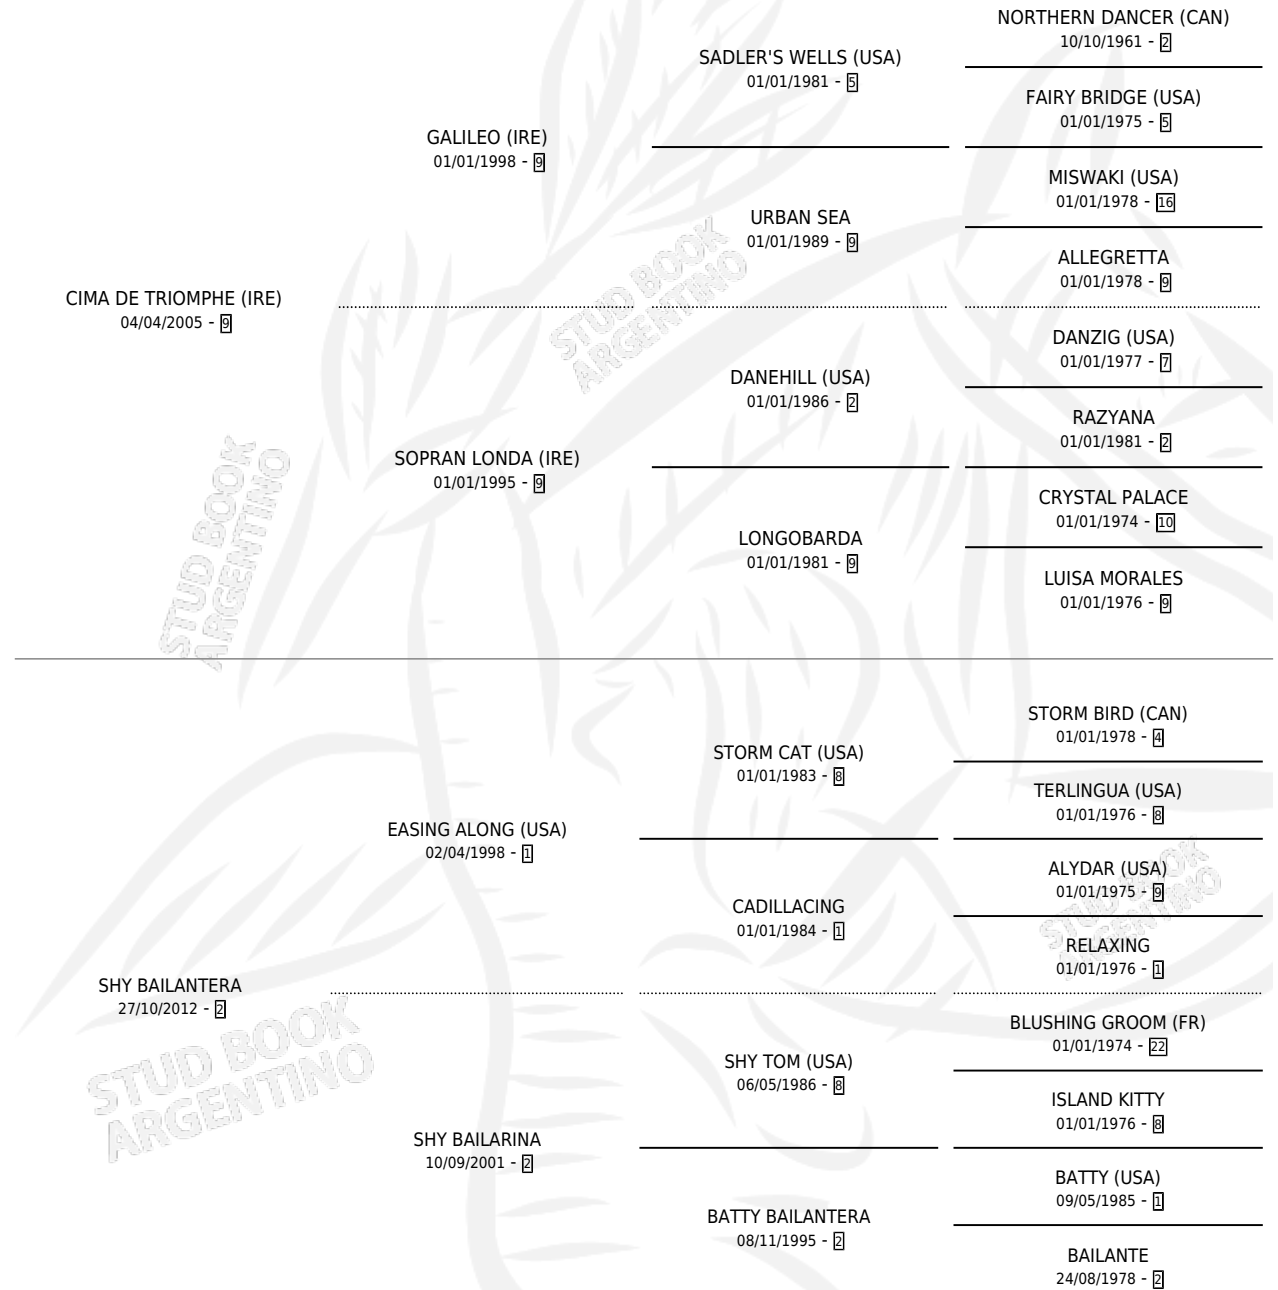 NORTHERN DANCER (CAN)
10/10/1961 - 2
SADLER'S WELLS (USA)
01/01/1981 - 5
FAIRY BRIDGE (USA)
01/01/1975 - 5
GALILEO (IRE)
01/01/1998 - 9
MISWAKI (USA)
01/01/1978 - 16
URBAN SEA
01/01/1989 - 9
ALLEGRETTA
01/01/1978 - 9
CIMA DE TRIOMPHE (IRE)
04/04/2005 - 9
DANZIG (USA)
01/01/1977 - 7
DANEHILL (USA)
01/01/1986 - 2
RAZYANA
01/01/1981 - 2
SOPRAN LONDA (IRE)
01/01/1995 - 9
CRYSTAL PALACE
01/01/1974 - 10
LONGOBARDA
01/01/1981 - 9
LUISA MORALES
01/01/1976 - 9
STORM BIRD (CAN)
01/01/1978 - 4
STORM CAT (USA)
01/01/1983 - 8
TERLINGUA (USA)
01/01/1976 - 8
EASING ALONG (USA)
02/04/1998 - 1
ALYDAR (USA)
01/01/1975 - 9
CADILLACING
01/01/1984 - 1
RELAXING
01/01/1976 - 1
SHY BAILANTERA
27/10/2012 - 2
BLUSHING GROOM (FR)
01/01/1974 - 22
SHY TOM (USA)
06/05/1986 - 8
ISLAND KITTY
01/01/1976 - 8
SHY BAILARINA
10/09/2001 - 2
BATTY (USA)
09/05/1985 - 1
BATTY BAILANTERA
08/11/1995 - 2
BAILANTE
24/08/1978 - 2
STUD BOOK
ARGENTINO
STUD BOOK
ARGENTINO
STUD BOOK
ARGENTINO
STUD BOOK
ARGENTINO